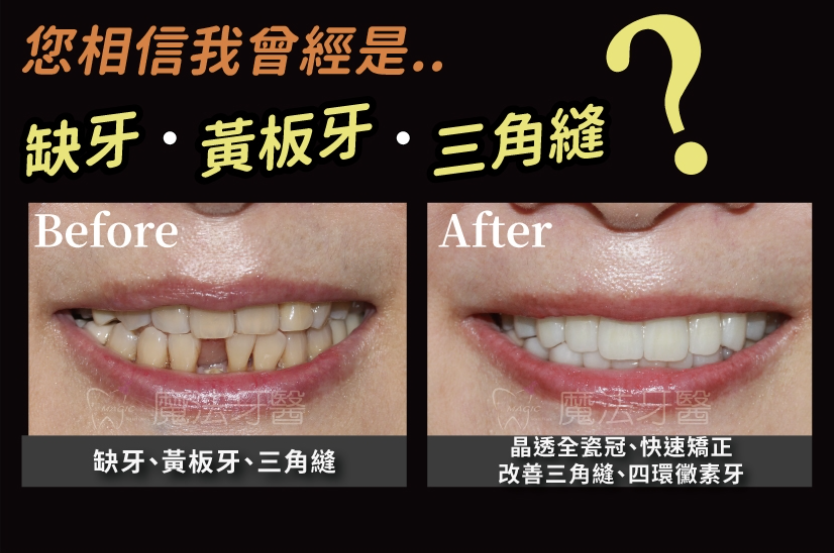 您相信我曾經是..
缺牙·黃板牙·三角縫?
Before
After
魔法牙醫
魔法牙醫
缺牙、黃板牙、三角縫
晶透全瓷冠、快速矯正
改善三角縫、四環黴素牙